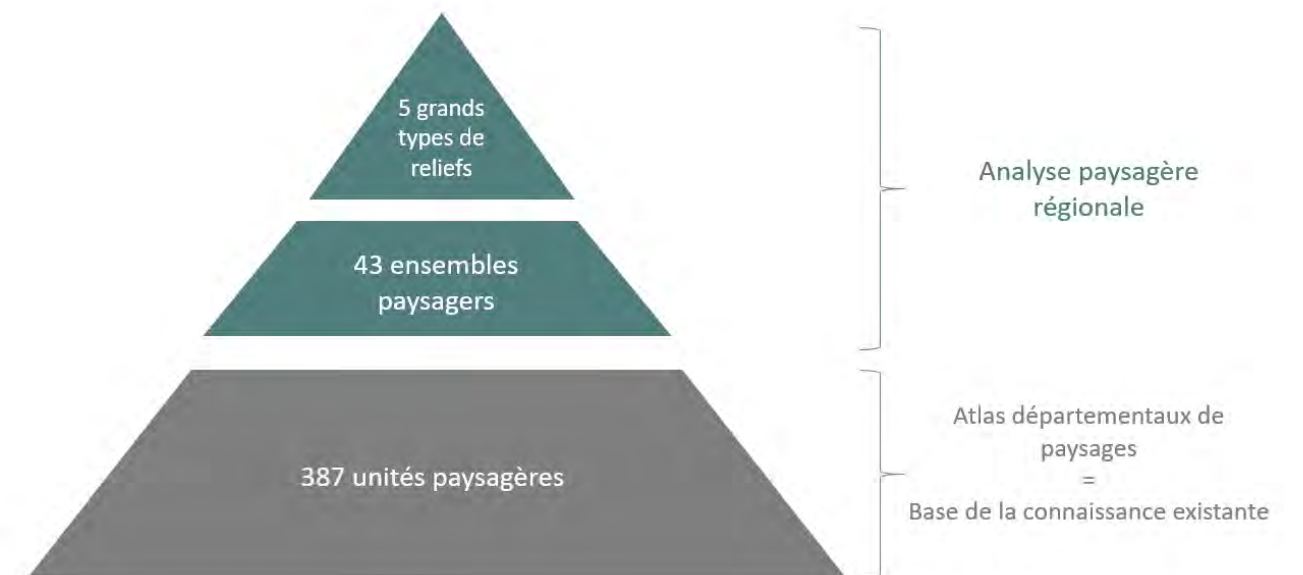 5 grands
types de
reliefs
43 ensembles
paysagers
387 unités paysagères
Analyse paysagère
régionale
Atlas départementaux de
paysages
=
Base de la connaissance existante